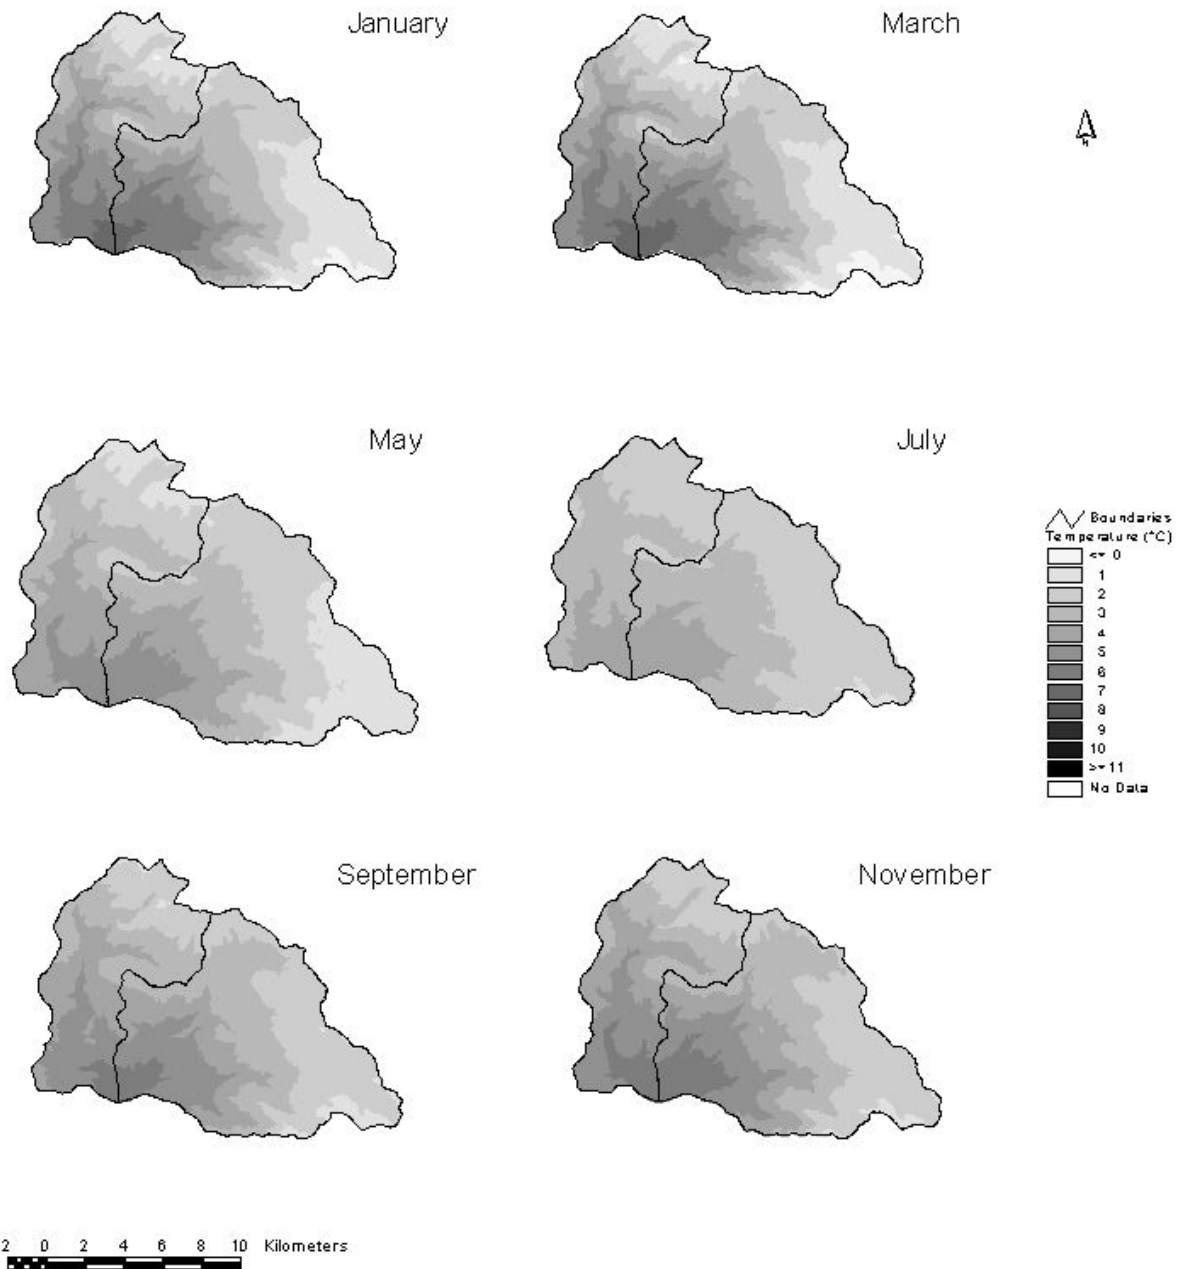 January
March
N
May
July
Boundaries
Temperature (°C)
<= 0
1
2
3
4
5
6
7
8
9
10
>= 11
No Data
September
November
2 0 2 4 6 8 10 Kilometers